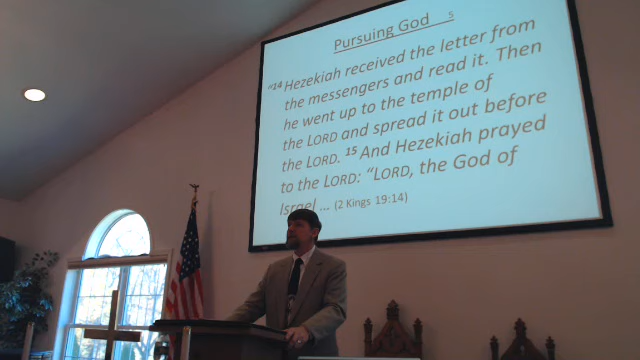 Pursuing God 5
"14 Hezekiah received the letter from
the messengers and read it. Then
he went up to the temple of
the LORD and spread it out before
the LORD. 15 And Hezekiah prayed
to the LORD: "LORD, the God of
Israel ... (2 Kings 19:14)